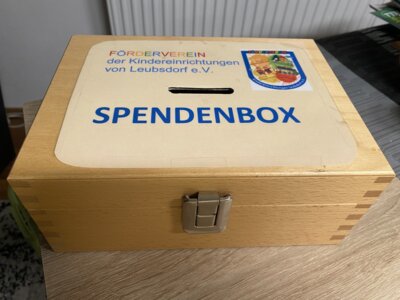 FÖRDERVEREIN
der Kindereinrichtungen
von Leubsdorf e.V.
SPENDENBOX